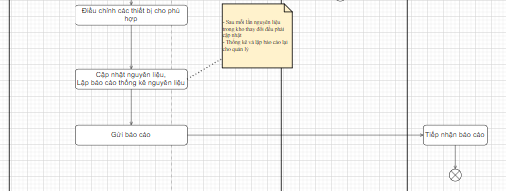 Điều chỉnh các thiết bị cho phù
hợp
- Sau mỗi lần nguyên liệu
trong kho thay đổi đều phải
cập nhật
- Thống kê và lập báo cáo lại
cho quản lý
Cập nhật nguyên liệu,
Lập báo cáo thống kê nguyên liệu
Gửi báo cáo
Tiếp nhận báo cáo